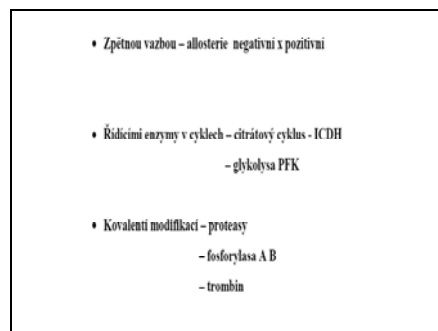 • Zpětnou vazbou – allosterie negativní x pozitivní
• Řídícími enzymy v cyklech – citrátový cyklus - ICDH
– glykolysa PFK
• Kovalentí modifikací – proteasy
– fosforylasa A B
– trombin